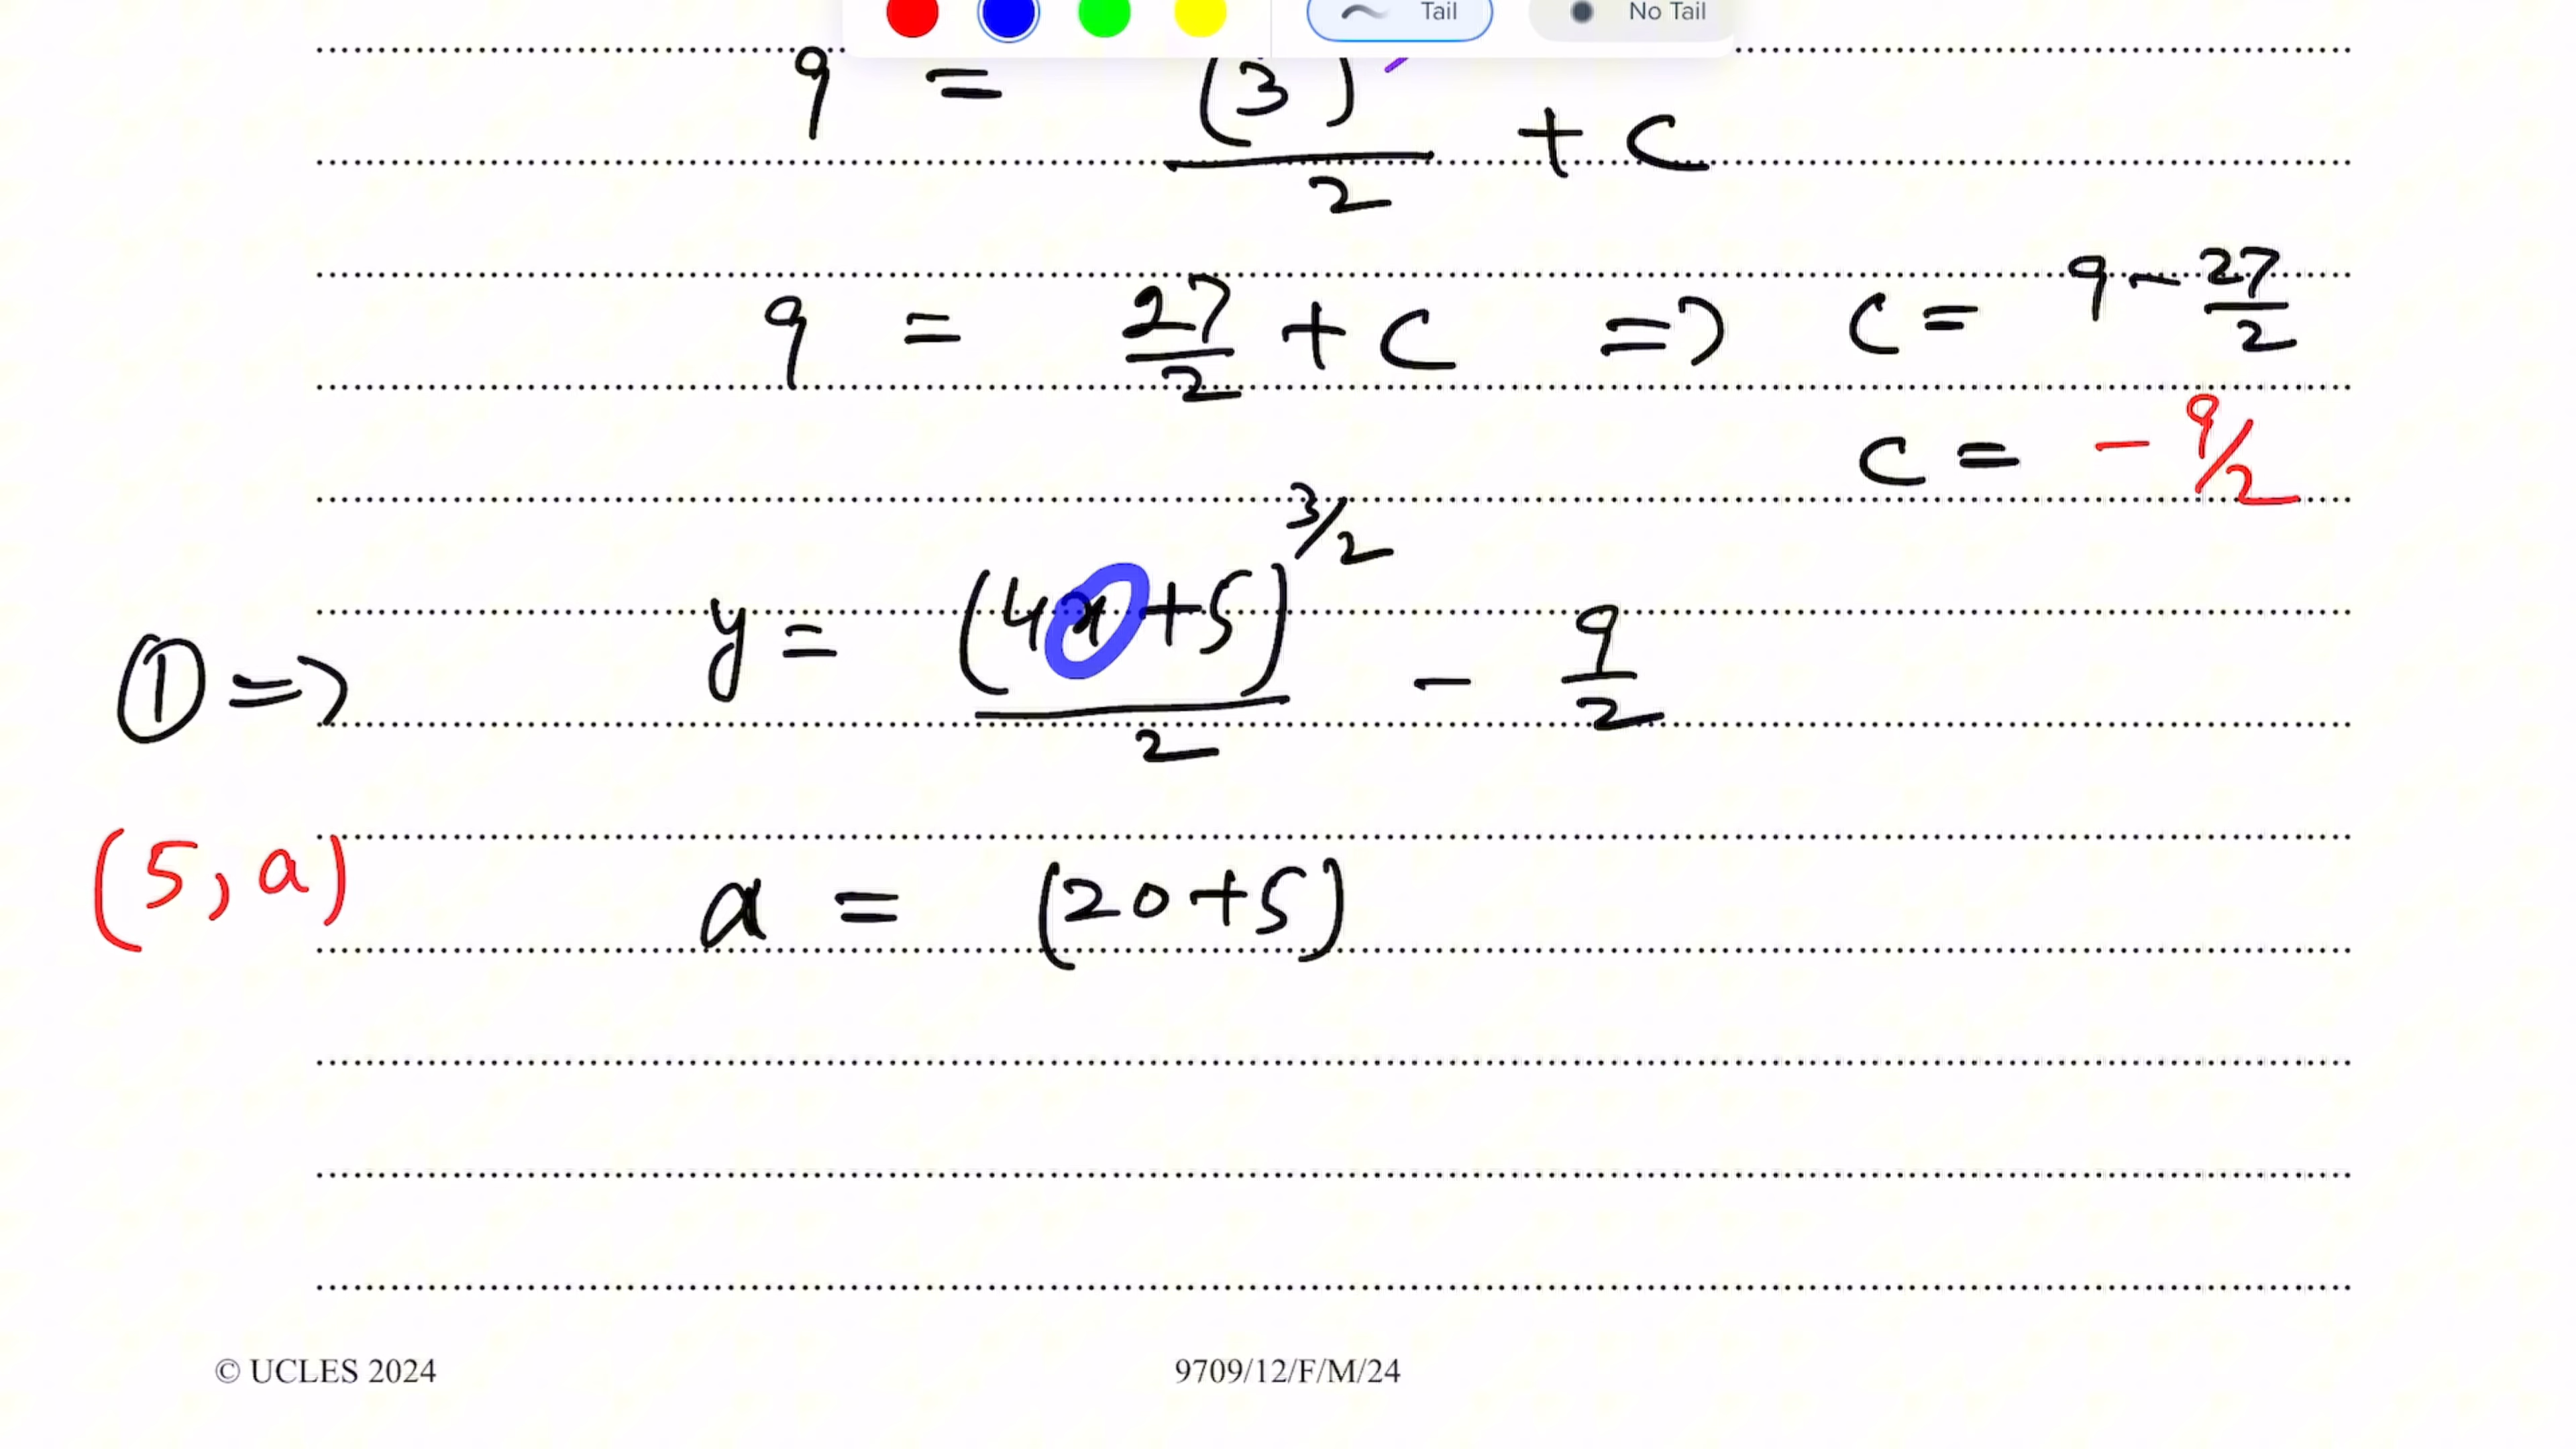 Tail No Tail
9 = (3) / 2 + c
9 = 27/2 + c => c = 9 - 27/2
c = - 9/2
① => y = (4x+5)^3/2 / 2 - 9/2
(5, a) a = (20+5)
© UCLES 2024 9709/12/F/M/24